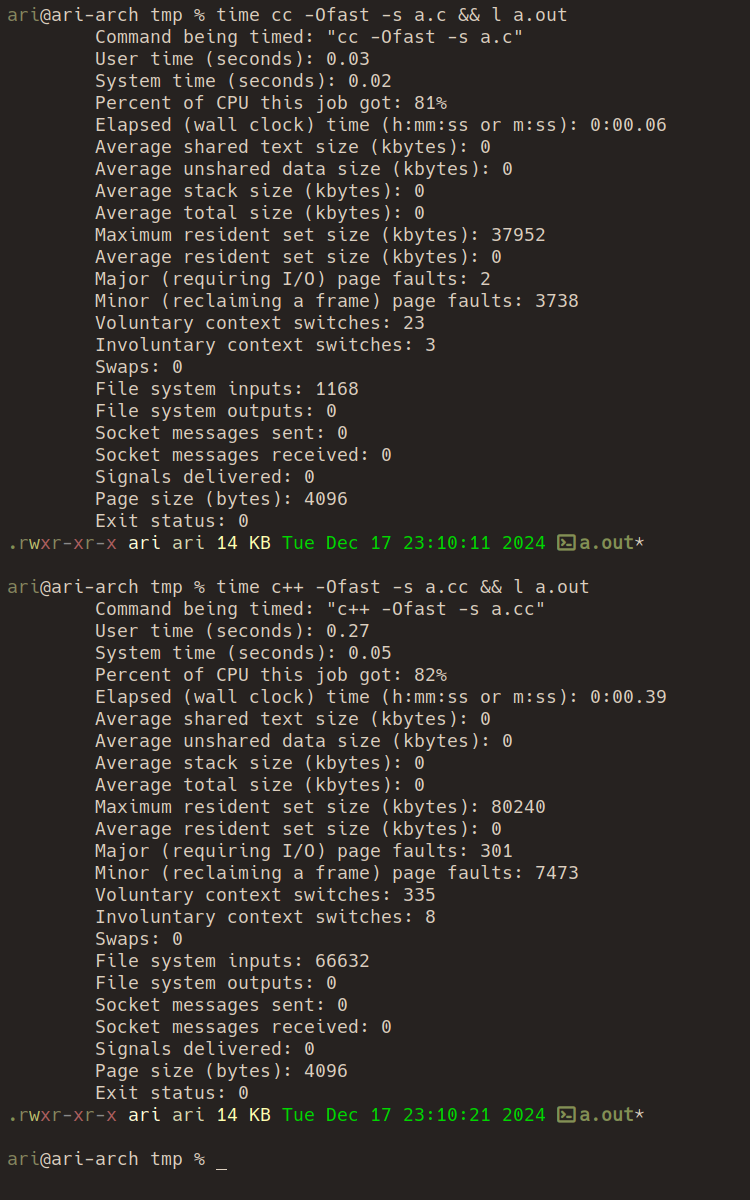 ari@ari-arch tmp % time cc -Ofast -s a.c && l a.out
Command being timed: "cc -Ofast -s a.c"
User time (seconds): 0.03
System time (seconds): 0.02
Percent of CPU this job got: 81%
Elapsed (wall clock) time (h:mm:ss or m:ss): 0:00.06
Average shared text size (kbytes): 0
Average unshared data size (kbytes): 0
Average stack size (kbytes): 0
Average total size (kbytes): 0
Maximum resident set size (kbytes): 37952
Average resident set size (kbytes): 0
Major (requiring I/O) page faults: 2
Minor (reclaiming a frame) page faults: 3738
Voluntary context switches: 23
Involuntary context switches: 3
Swaps: 0
File system inputs: 1168
File system outputs: 0
Socket messages sent: 0
Socket messages received: 0
Signals delivered: 0
Page size (bytes): 4096
Exit status: 0
.rwxr-xr-x ari ari 14 KB Tue Dec 17 23:10:11 2024 a.out*
ari@ari-arch tmp % time c++ -Ofast -s a.cc && l a.out
Command being timed: "c++ -Ofast -s a.cc"
User time (seconds): 0.27
System time (seconds): 0.05
Percent of CPU this job got: 82%
Elapsed (wall clock) time (h:mm:ss or m:ss): 0:00.39
Average shared text size (kbytes): 0
Average unshared data size (kbytes): 0
Average stack size (kbytes): 0
Average total size (kbytes): 0
Maximum resident set size (kbytes): 80240
Average resident set size (kbytes): 0
Major (requiring I/O) page faults: 301
Minor (reclaiming a frame) page faults: 7473
Voluntary context switches: 335
Involuntary context switches: 8
Swaps: 0
File system inputs: 66632
File system outputs: 0
Socket messages sent: 0
Socket messages received: 0
Signals delivered: 0
Page size (bytes): 4096
Exit status: 0
.rwxr-xr-x ari ari 14 KB Tue Dec 17 23:10:21 2024 a.out*
ari@ari-arch tmp % _